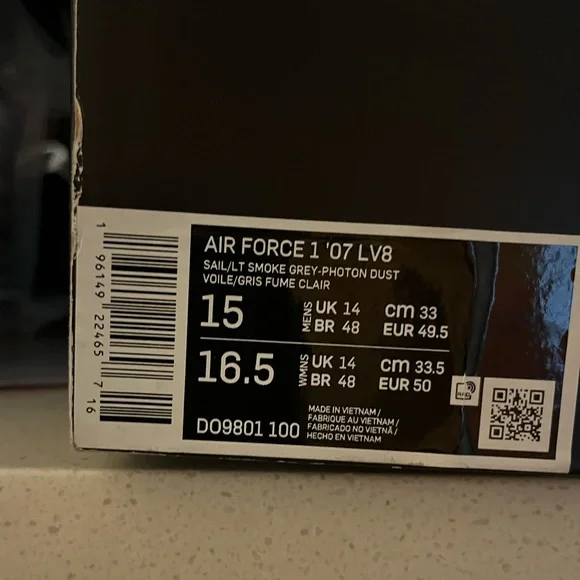 AIR FORCE 1 '07 LV8
SAIL/LT SMOKE GREY-PHOTON DUST
VOILE/GRIS FUME CLAIR
15 MENS UK 14 cm 33
BR 48 EUR 49.5
16.5 WMNS UK 14 cm 33.5
BR 48 EUR 50
DO9801 100
MADE IN VIETNAM /
FABRIQUE AU VIETNAM /
FABRICADO NO VIETNÃ /
HECHO EN VIETNAM
1 96149 22465 7 16